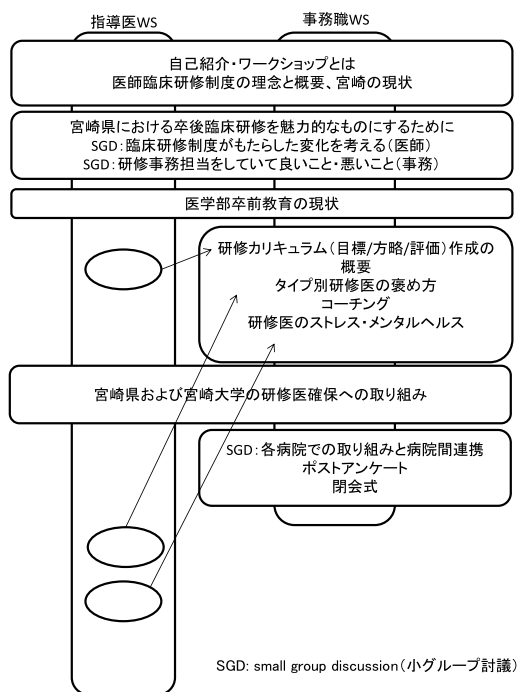 指導医WS
事務職WS
自己紹介・ワークショップとは
医師臨床研修制度の理念と概要、宮崎の現状
宮崎県における卒後臨床研修を魅力的なものにするために
SGD：臨床研修制度がもたらした変化を考える（医師）
SGD：研修事務担当をしていて良いこと・悪いこと（事務）
医学部卒前教育の現状
研修カリキュラム（目標/方略/評価）作成の
概要
タイプ別研修医の褒め方
コーチング
研修医のストレス・メンタルヘルス
宮崎県および宮崎大学の研修医確保への取り組み
SGD：各病院での取り組みと病院間連携
ポストアンケート
閉会式
SGD: small group discussion（小グループ討議）